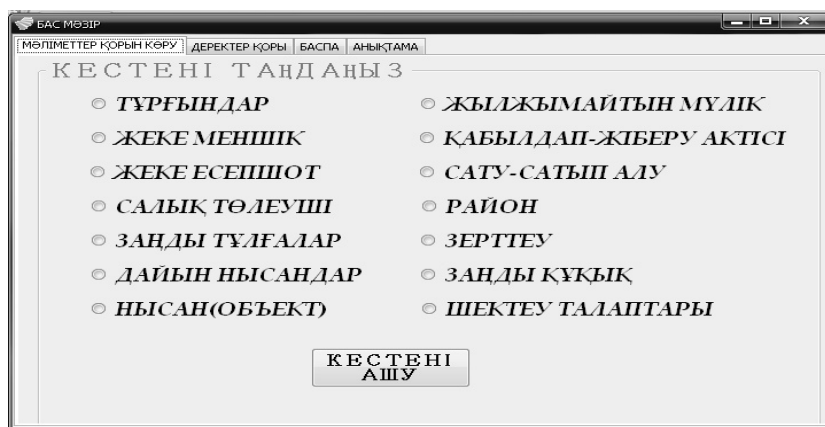 БАС МӘЗІР
МӘЛІМЕТТЕР ҚОРЫН КӨРУ ДЕРЕКТЕР ҚОРЫ БАСПА АНЫҚТАМА
КЕСТЕНІ ТАҢДАҢЫЗ
ТҰРҒЫНДАР ЖЫЛЖЫМАЙТЫН МҮЛІК
ЖЕКЕ МЕНШІК ҚАБЫЛДАП-ЖІБЕРУ АКТІСІ
ЖЕКЕ ЕСЕПШОТ САТУ-САТЫП АЛУ
САЛЫҚ ТӨЛЕУШІ РАЙОН
ЗАҢДЫ ТҰЛҒАЛАР ЗЕРТТЕУ
ДАЙЫН НЫСАНДАР ЗАҢДЫ ҚҰҚЫҚ
НЫСАН(ОБЪЕКТ) ШЕКТЕУ ТАЛАПТАРЫ
КЕСТЕНІ
АШУ